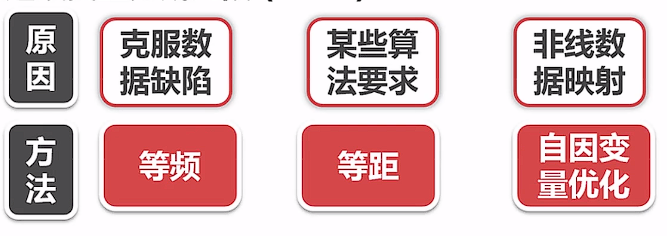 原因
克服数
据缺陷
某些算
法要求
非线数
据映射
方法
等频
等距
自因变
量优化